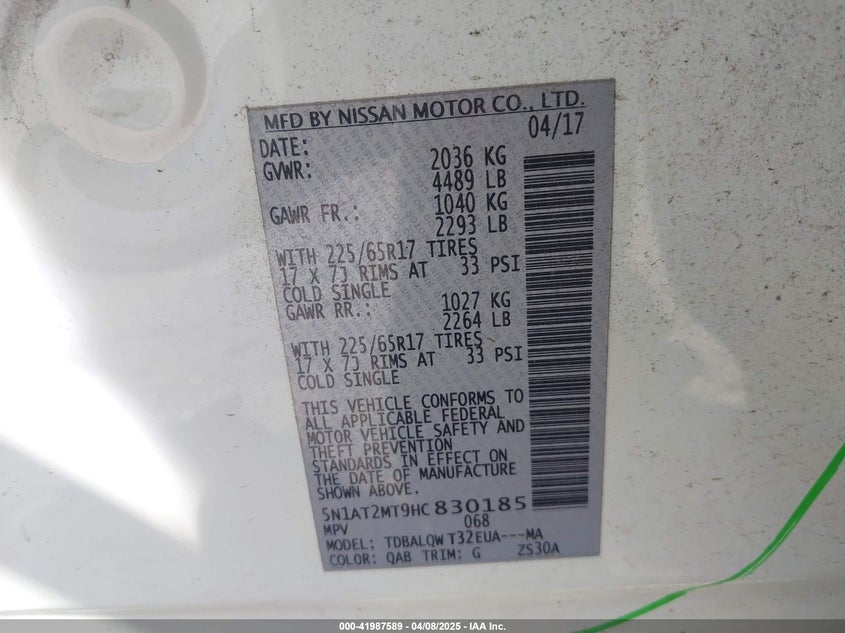 MFD BY NISSAN MOTOR CO., LTD.
DATE: 04/17
GVWR: 2036 KG
4489 LB
GAWR FR.: 1040 KG
2293 LB
WITH 225/65R17 TIRES
17 X 7J RIMS AT 33 PSI
COLD SINGLE
GAWR RR.: 1027 KG
2264 LB
WITH 225/65R17 TIRES
17 X 7J RIMS AT 33 PSI
COLD SINGLE
THIS VEHICLE CONFORMS TO
ALL APPLICABLE FEDERAL
MOTOR VEHICLE SAFETY AND
THEFT PREVENTION
STANDARDS IN EFFECT ON
THE DATE OF MANUFACTURE
SHOWN ABOVE.
5N1AT2MT9HC830185
MPV 068
MODEL: TDBALQW T32EUA---MA
COLOR: QAB TRIM: G ZS30A
000-41987589 - 04/08/2025 - IAA Inc.